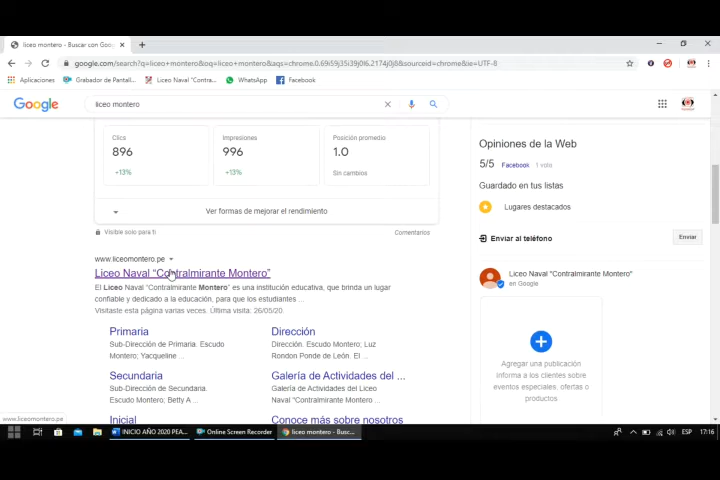 liceo montero - Buscar con Goog
google.com/search?q=liceo+montero&oq=liceo+montero&aqs=chrome.0.69i59j35i39j0l6.2174j0j8&sourceid=chrome&ie=UTF-8
Aplicaciones
Grabador de Pantall...
Liceo Naval "Contra...
WhatsApp
Facebook
Google
liceo montero
Clics
896
+13%
Impresiones
996
+13%
Posición promedio
1.0
Sin cambios
Ver formas de mejorar el rendimiento
Visible solo para ti
Comentarios
www.liceomontero.pe
Liceo Naval "Contralmirante Montero"
El Liceo Naval "Contralmirante Montero" es una institución educativa, que brinda un lugar
confiable y dedicado a la educación, para que los estudiantes ...
Visitaste esta página varias veces. Última visita: 26/05/20
Primaria
Sub-Dirección de Primaria. Escudo
Montero; Yacqueline ...
Dirección
Dirección. Escudo Montero; Luz
Rondon Ponde de León. El ...
Secundaria
Sub-Dirección de Secundaria.
Escudo Montero; Betty A ...
Galería de Actividades del ...
Galería de Actividades del Liceo
Naval "Contralmirante Montero"
Inicial
Conoce más sobre nosotros
Opiniones de la Web
5/5 Facebook 1 voto
Guardado en tus listas
Lugares destacados
Enviar al teléfono
Enviar
Liceo Naval "Contralmirante Montero"
en Google
Agregar una publicación
informa a los clientes sobre
eventos especiales, ofertas o
productos
www.liceomontero.pe
INICIO AÑO 2020 PEA...
Online Screen Recorder
liceo montero - Busc...
ESP
17:16